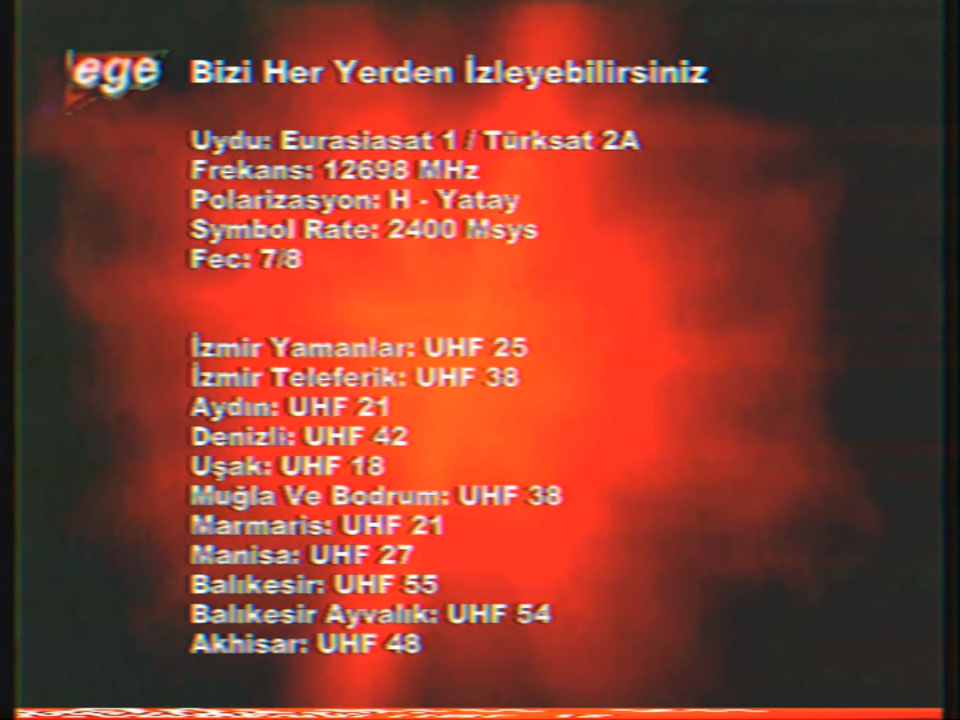 ege
Bizi Her Yerden İzleyebilirsiniz
Uydu: Eurasiasat 1 / Türksat 2A
Frekans: 12698 MHz
Polarizasyon: H - Yatay
Symbol Rate: 2400 Msys
Fec: 7/8
İzmir Yamanlar: UHF 25
İzmir Teleferik: UHF 38
Aydın: UHF 21
Denizli: UHF 42
Uşak: UHF 18
Muğla Ve Bodrum: UHF 38
Marmaris: UHF 21
Manisa: UHF 27
Balıkesir: UHF 55
Balıkesir Ayvalık: UHF 54
Akhisar: UHF 48